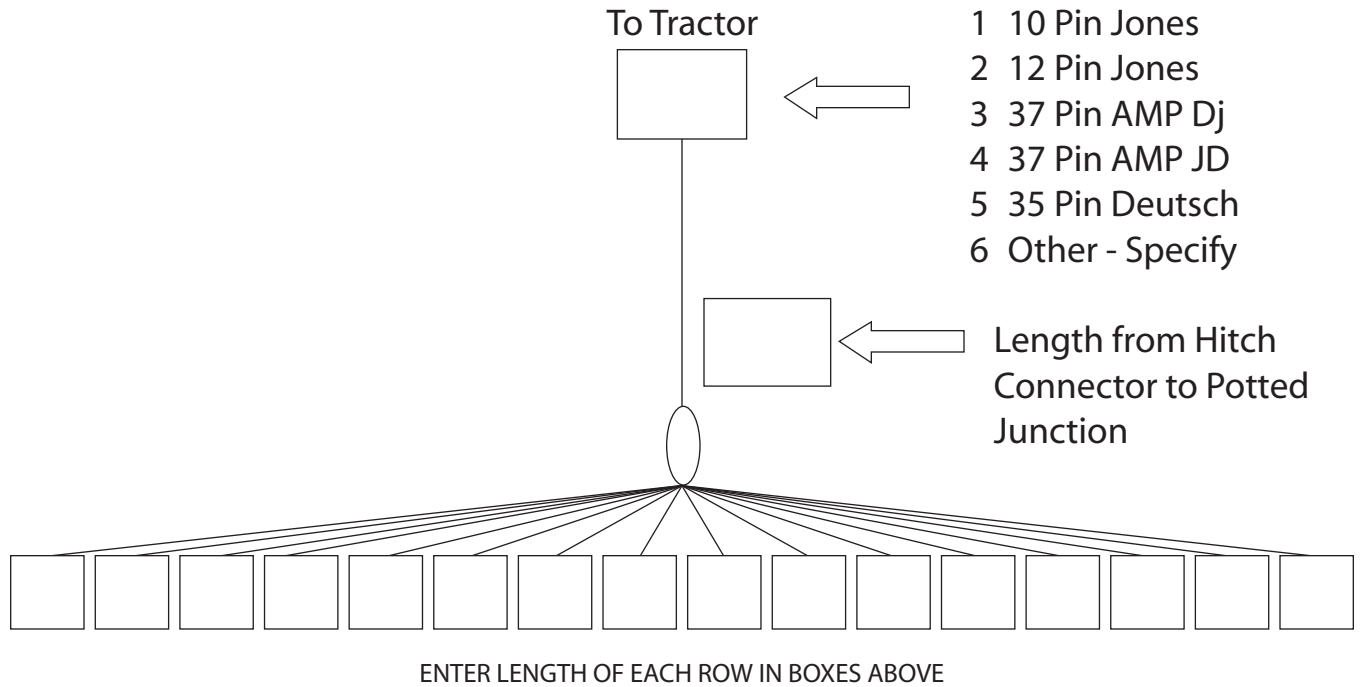 To Tractor
1 10 Pin Jones
2 12 Pin Jones
3 37 Pin AMP Dj
4 37 Pin AMP JD
5 35 Pin Deutsch
6 Other - Specify
Length from Hitch
Connector to Potted
Junction
ENTER LENGTH OF EACH ROW IN BOXES ABOVE